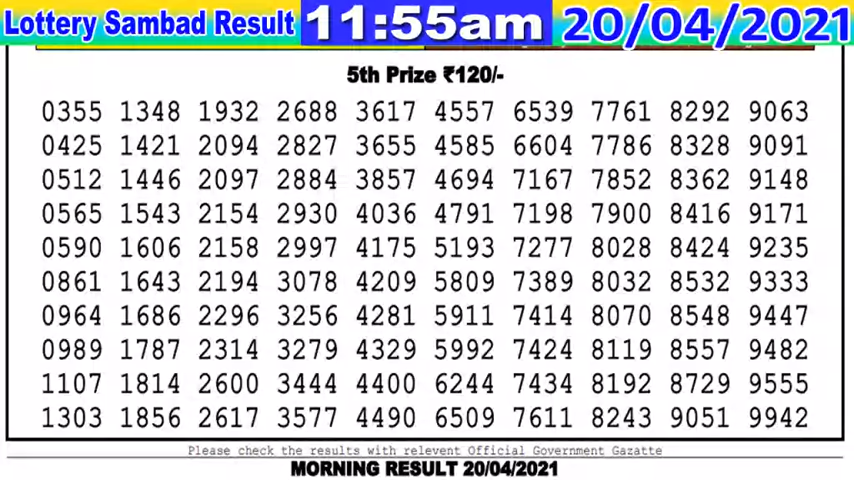 Lottery Sambad Result 11:55am 20/04/2021
5th Prize ₹120/-
0355 1348 1932 2688 3617 4557 6539 7761 8292 9063
0425 1421 2094 2827 3655 4585 6604 7786 8328 9091
0512 1446 2097 2884 3857 4694 7167 7852 8362 9148
0565 1543 2154 2930 4036 4791 7198 7900 8416 9171
0590 1606 2158 2997 4175 5193 7277 8028 8424 9235
0861 1643 2194 3078 4209 5809 7389 8032 8532 9333
0964 1686 2296 3256 4281 5911 7414 8070 8548 9447
0989 1787 2314 3279 4329 5992 7424 8119 8557 9482
1107 1814 2600 3444 4400 6244 7434 8192 8729 9555
1303 1856 2617 3577 4490 6509 7611 8243 9051 9942
Please check the results with relevent Official Government Gazatte
MORNING RESULT 20/04/2021